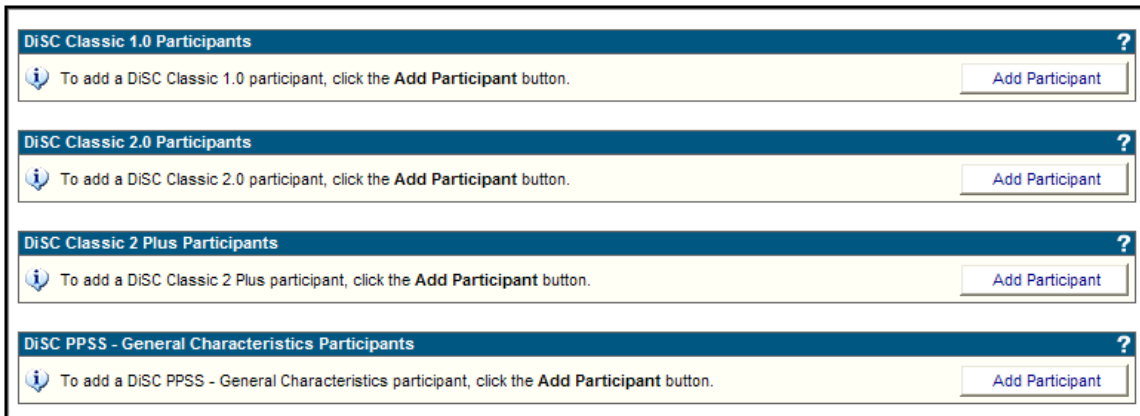 DiSC Classic 1.0 Participants ?
To add a DiSC Classic 1.0 participant, click the Add Participant button. Add Participant
DiSC Classic 2.0 Participants ?
To add a DiSC Classic 2.0 participant, click the Add Participant button. Add Participant
DiSC Classic 2 Plus Participants ?
To add a DiSC Classic 2 Plus participant, click the Add Participant button. Add Participant
DiSC PPSS - General Characteristics Participants ?
To add a DiSC PPSS - General Characteristics participant, click the Add Participant button. Add Participant